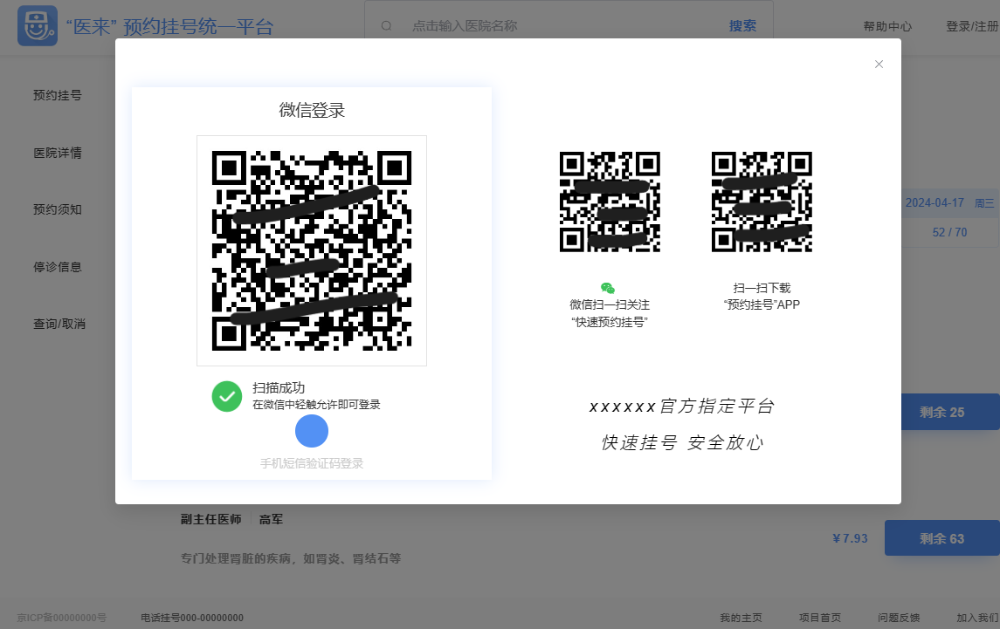 “医来” 预约挂号统一平台
点击输入医院名称
搜索
帮助中心
登录/注册
预约挂号
医院详情
预约须知
停诊信息
查询/取消
微信登录
扫描成功
在微信中轻触允许即可登录
手机短信验证码登录
微信扫一扫关注
“快速预约挂号”
扫一扫下载
“预约挂号”APP
xxxxxx官方指定平台
快速挂号 安全放心
2024-04-17 周三
52 / 70
剩余 25
副主任医师 高军
专门处理肾脏的疾病，如肾炎、肾结石等
￥7.93
剩余 63
京ICP备00000000号
电话挂号000-00000000
我的主页
项目首页
问题反馈
加入我们